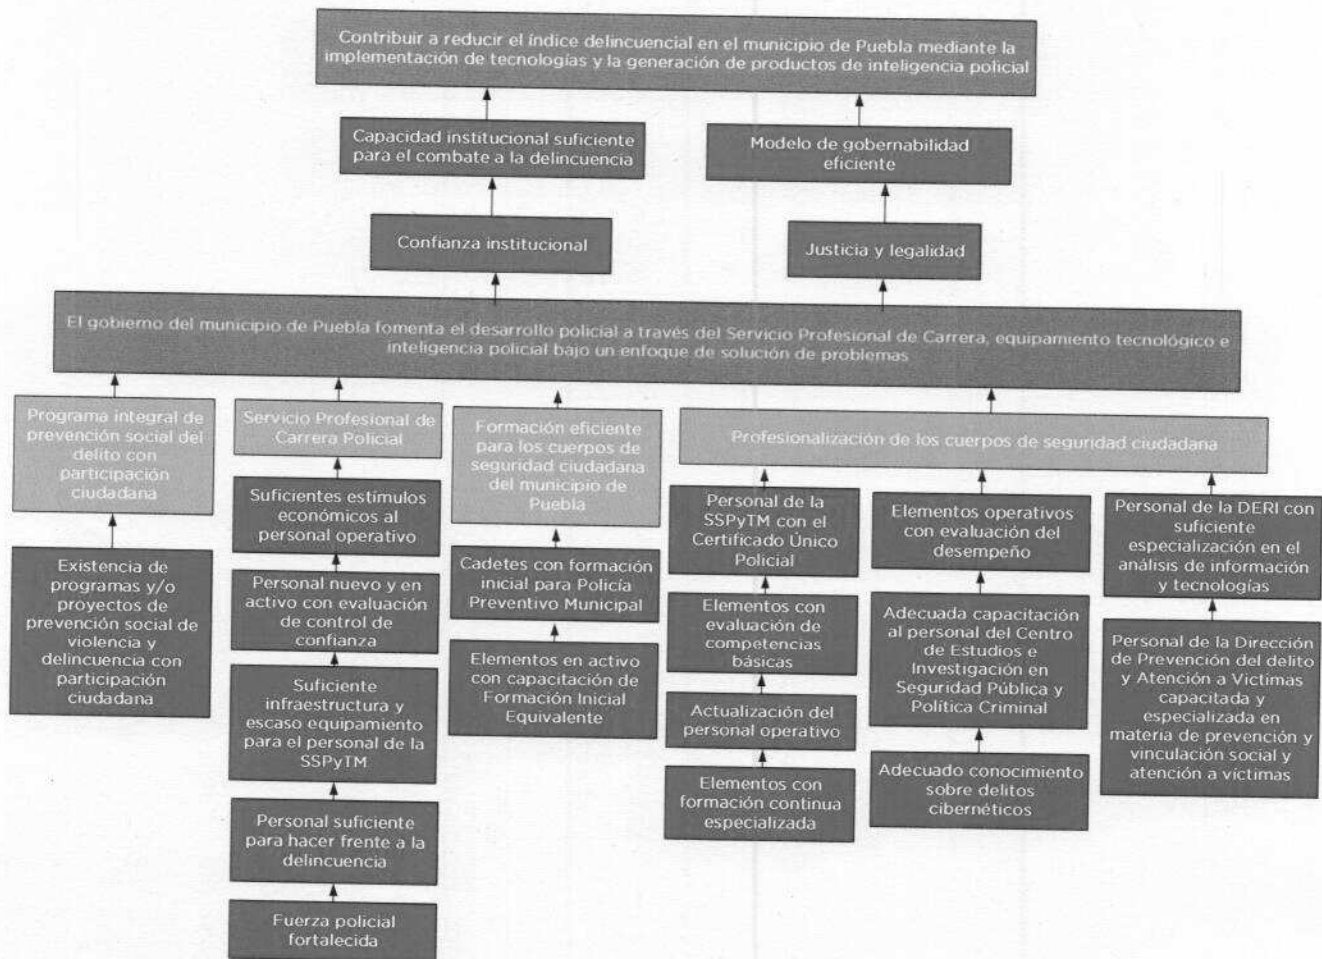 Contribuir a reducir el índice delincuencial en el municipio de Puebla mediante la
implementación de tecnologías y la generación de productos de inteligencia policial
Capacidad institucional suficiente
para el combate a la delincuencia
Modelo de gobernabilidad
eficiente
Confianza institucional
Justicia y legalidad
El gobierno del municipio de Puebla fomenta el desarrollo policial a través del Servicio Profesional de Carrera, equipamiento tecnológico e
inteligencia policial bajo un enfoque de solución de problemas
Programa integral de
prevención social del
delito con
participación
ciudadana
Existencia de
programas y/o
proyectos de
prevención social de
violencia y
delincuencia con
participación
ciudadana
Servicio Profesional de
Carrera Policial
Suficientes estímulos
económicos al
personal operativo
Personal nuevo y en
activo con evaluación
de control de
confianza
Suficiente
infraestructura y
escaso equipamiento
para el personal de la
SSPyTM
Personal suficiente
para hacer frente a la
delincuencia
Fuerza policial
fortalecida
Formación eficiente
para los cuerpos de
seguridad ciudadana
del municipio de
Puebla
Cadetes con formación
inicial para Policía
Preventivo Municipal
Elementos en activo
con capacitación de
Formación Inicial
Equivalente
Profesionalización de los cuerpos de seguridad ciudadana
Personal de la
SSPyTM con el
Certificado Único
Policial
Elementos con
evaluación de
competencias
básicas
Actualización del
personal operativo
Elementos con
formación continua
especializada
Elementos operativos
con evaluación del
desempeño
Adecuada capacitación
al personal del Centro
de Estudios e
Investigación en
Seguridad Pública y
Política Criminal
Adecuado conocimiento
sobre delitos
cibernéticos
Personal de la DERI con
suficiente
especialización en el
análisis de información
y tecnologías
Personal de la Dirección
de Prevención del delito
y Atención a Víctimas
capacitada y
especializada en
materia de prevención y
vinculación social y
atención a víctimas